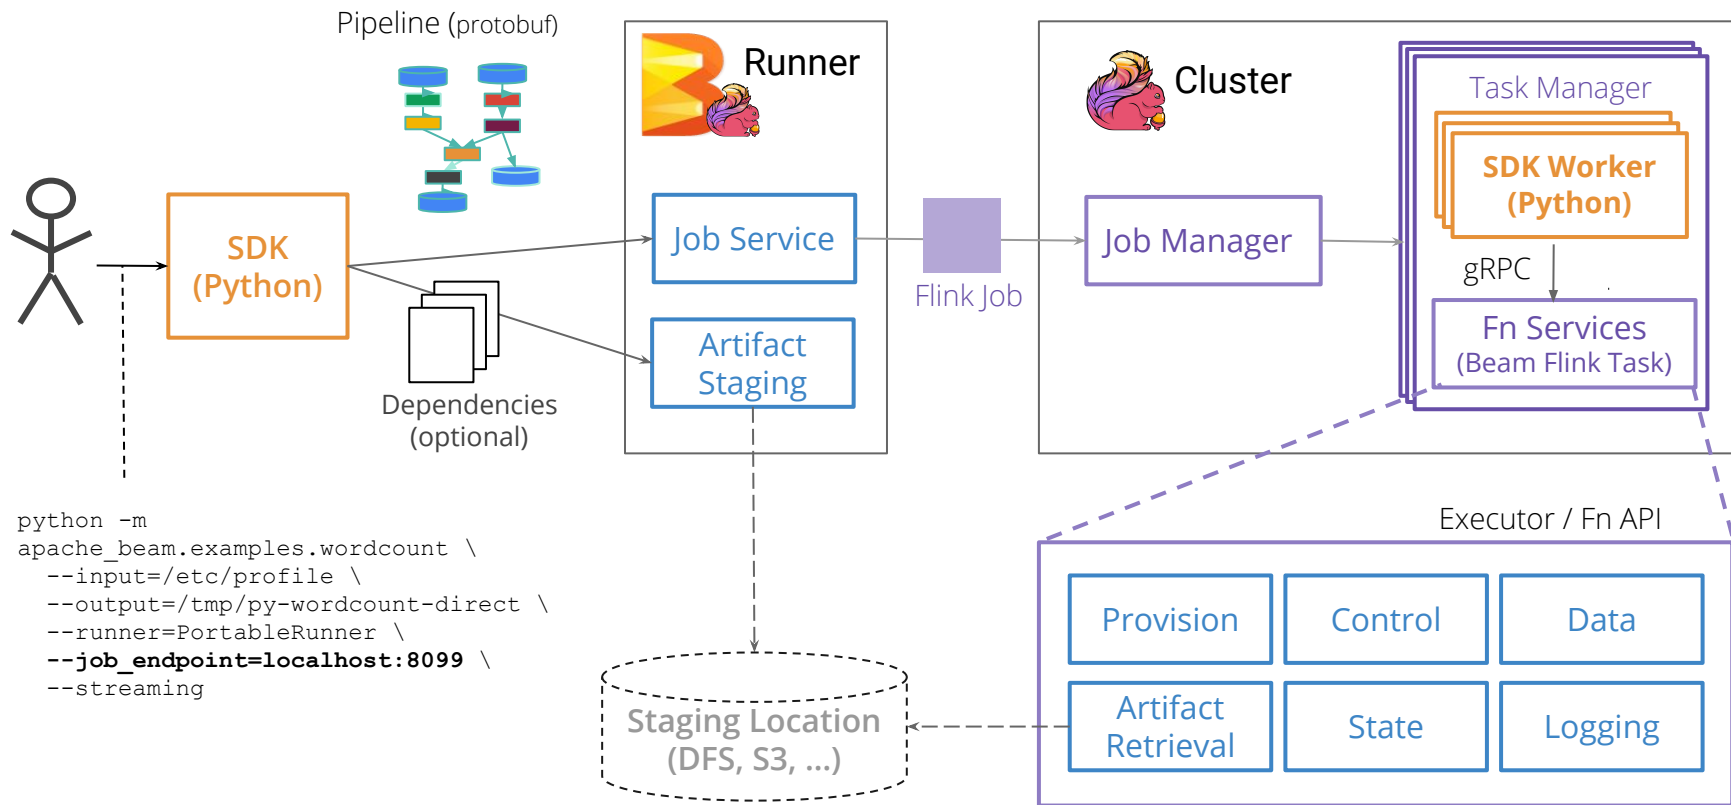 Pipeline (protobuf)
Runner
Cluster
Task Manager
SDK Worker
(Python)
SDK
(Python)
Job Service
Flink Job
Job Manager
gRPC
Fn Services
(Beam Flink Task)
Artifact
Staging
Dependencies
(optional)
python -m
apache_beam.examples.wordcount \
--input=/etc/profile \
--output=/tmp/py-wordcount-direct \
--runner=PortableRunner \
--job_endpoint=localhost:8099 \
--streaming
Executor / Fn API
Provision
Control
Data
Artifact
Retrieval
State
Logging
Staging Location
(DFS, S3, ...)